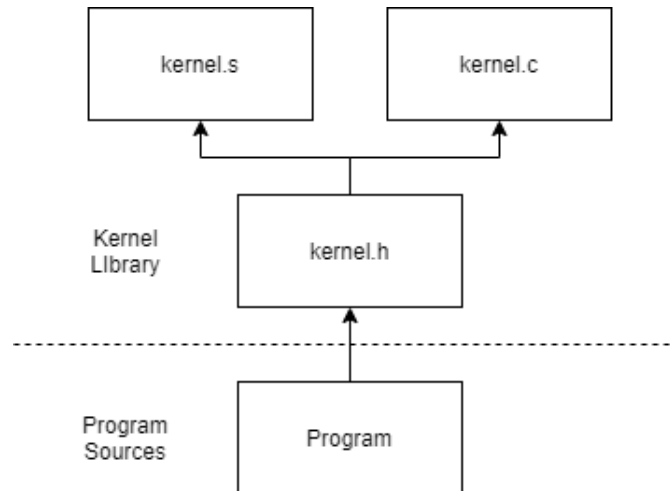 kernel.s
kernel.c
Kernel
LIbrary
kernel.h
Program
Sources
Program